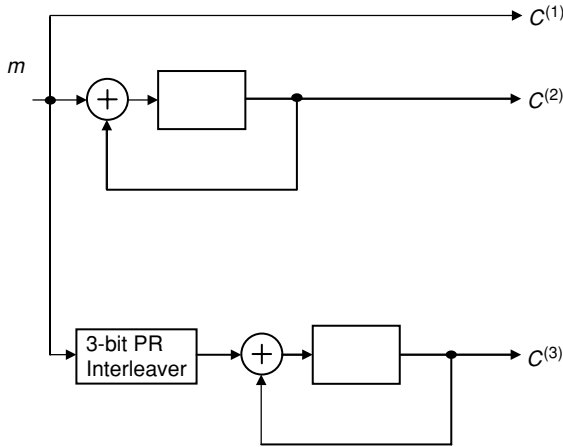 C(1)
m
+
C(2)
3-bit PR
Interleaver
+
C(3)